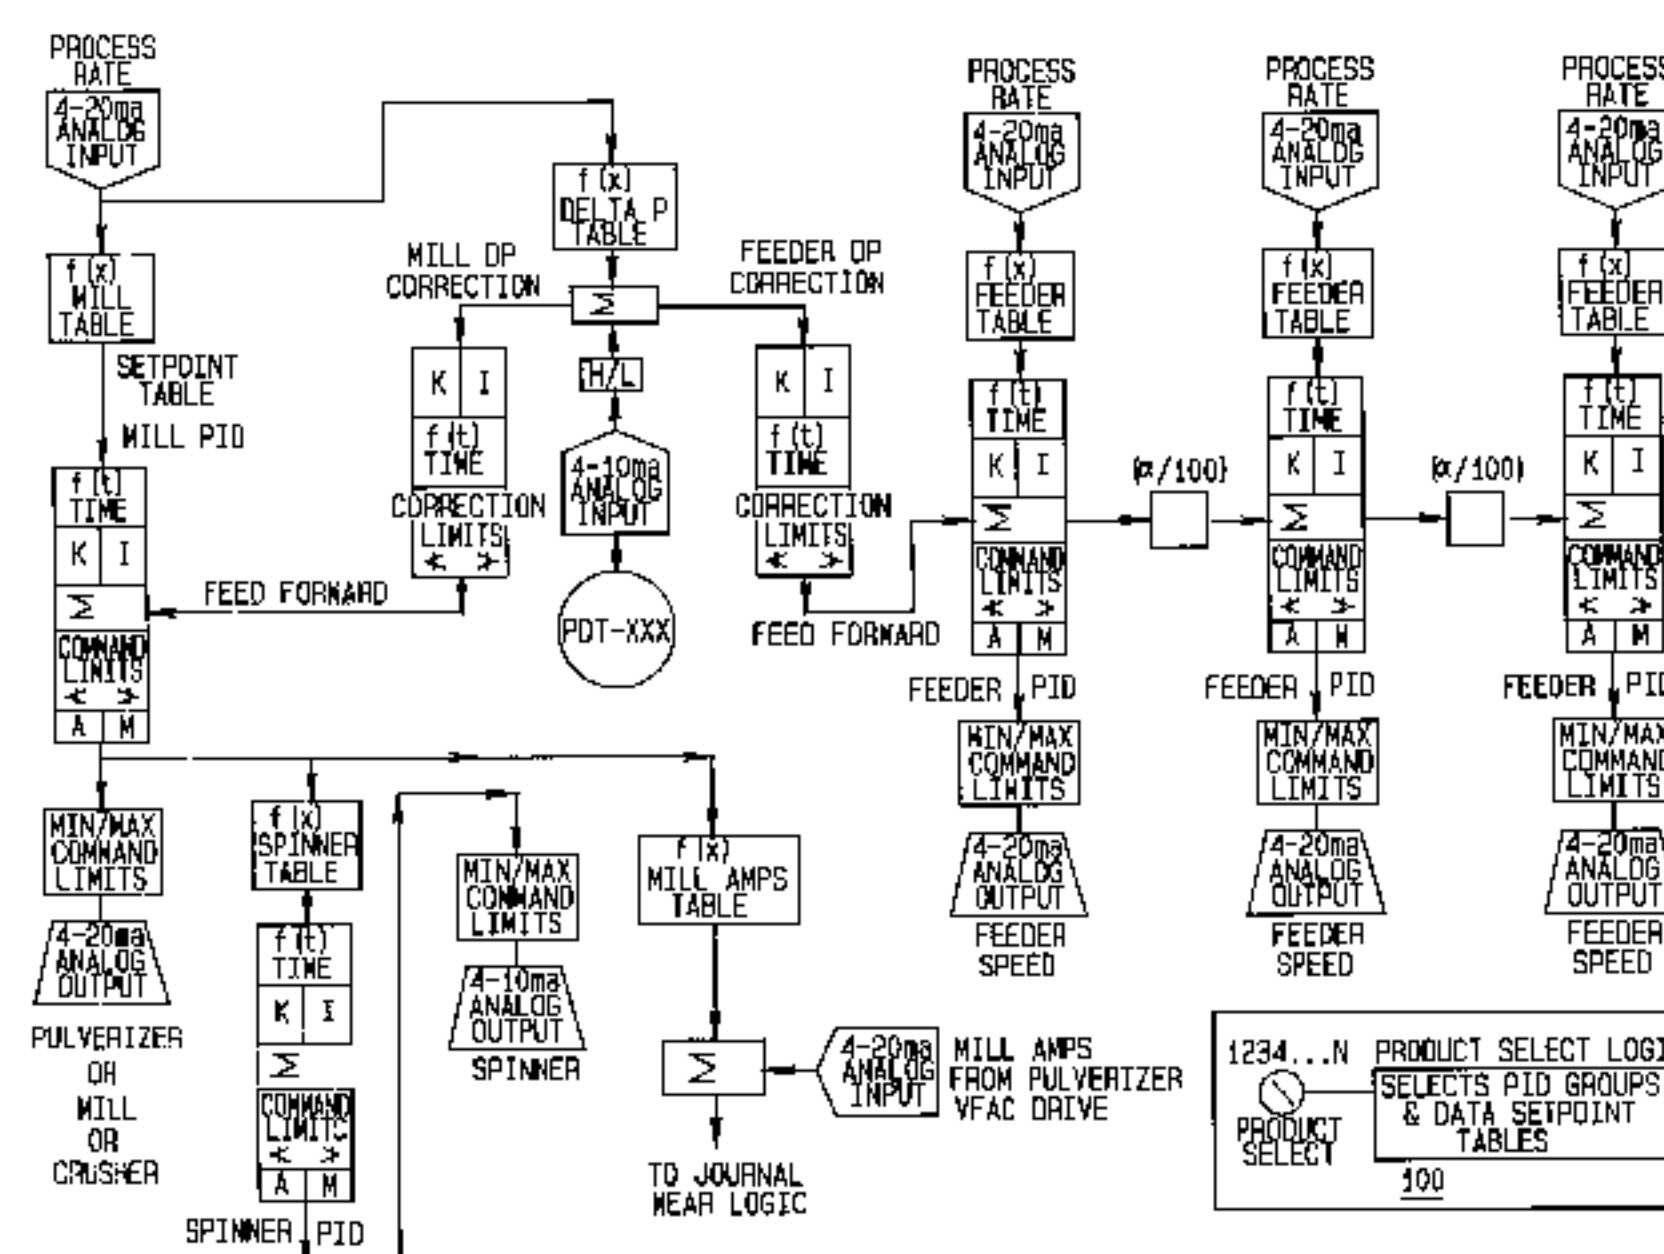 PROCESS
RATE
4-20ma
ANALOG
INPUT
f(x)
MILL
TABLE
SETPOINT
TABLE
MILL PID
f(t)
TIME
K I
Σ
COMMAND
LIMITS
< >
A M
MIN/MAX
COMMAND
LIMITS
4-20ma
ANALOG
OUTPUT
PULVERIZER
OR
MILL
OR
CRUSHER
f(x)
DELTA P
TABLE
MILL DP
CORRECTION
FEEDER DP
CORRECTION
Σ
H/L
4-10ma
ANALOG
INPUT
PDT-XXX
K I
f(t)
TIME
CORRECTION
LIMITS
< >
FEED FORWARD
K I
f(t)
TIME
CORRECTION
LIMITS
< >
FEED FORWARD
f(x)
SPINNER
TABLE
f(t)
TIME
K I
Σ
COMMAND
LIMITS
< >
A M
SPINNER PID
MIN/MAX
COMMAND
LIMITS
4-10ma
ANALOG
OUTPUT
SPINNER
f(x)
MILL AMPS
TABLE
Σ
4-20ma
ANALOG
INPUT
MILL AMPS
FROM PULVERIZER
VFAC DRIVE
TO JOURNAL
WEAR LOGIC
PROCESS
RATE
4-20ma
ANALOG
INPUT
f(x)
FEEDER
TABLE
f(t)
TIME
K I
Σ
COMMAND
LIMITS
< >
A M
FEEDER PID
MIN/MAX
COMMAND
LIMITS
4-20ma
ANALOG
OUTPUT
FEEDER
SPEED
(α/100)
PROCESS
RATE
4-20ma
ANALOG
INPUT
f(x)
FEEDER
TABLE
f(t)
TIME
K I
Σ
COMMAND
LIMITS
< >
A M
FEEDER PID
MIN/MAX
COMMAND
LIMITS
4-20ma
ANALOG
OUTPUT
FEEDER
SPEED
(α/100)
PROCESS
RATE
4-20ma
ANALOG
INPUT
f(x)
FEEDER
TABLE
f(t)
TIME
K I
Σ
COMMAND
LIMITS
< >
A M
FEEDER PID
MIN/MAX
COMMAND
LIMITS
4-20ma
ANALOG
OUTPUT
FEEDER
SPEED
1234...N PRODUCT SELECT LOGI
SELECTS PID GROUPS
& DATA SETPOINT
TABLES
PRODUCT
SELECT
100